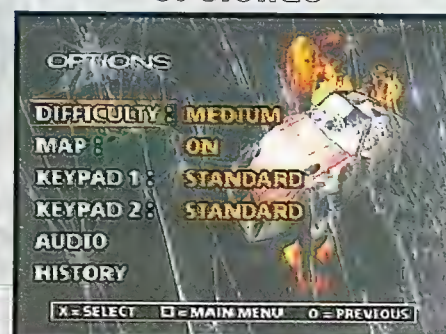 OPTIONS
DIFFICULTY : MEDIUM
MAP : ON
KEYPAD 1 : STANDARD
KEYPAD 2 : STANDARD
AUDIO
HISTORY
X = SELECT □ = MAIN MENU O = PREVIOUS